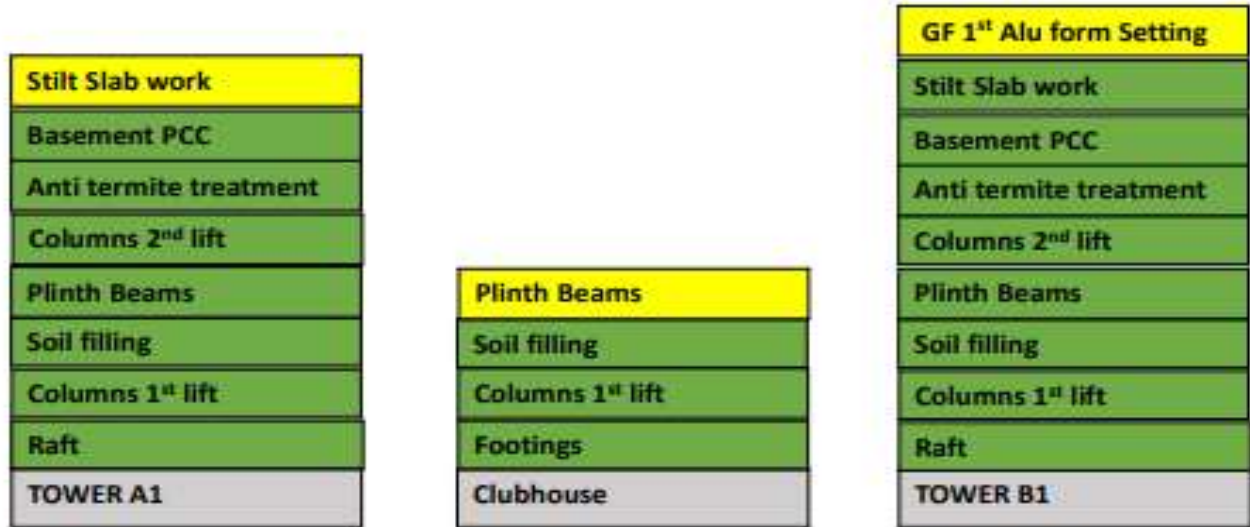 Stilt Slab work
Basement PCC
Anti termite treatment
Columns 2nd lift
Plinth Beams
Soil filling
Columns 1st lift
Raft
TOWER A1
Plinth Beams
Soil filling
Columns 1st lift
Footings
Clubhouse
GF 1st Alu form Setting
Stilt Slab work
Basement PCC
Anti termite treatment
Columns 2nd lift
Plinth Beams
Soil filling
Columns 1st lift
Raft
TOWER B1